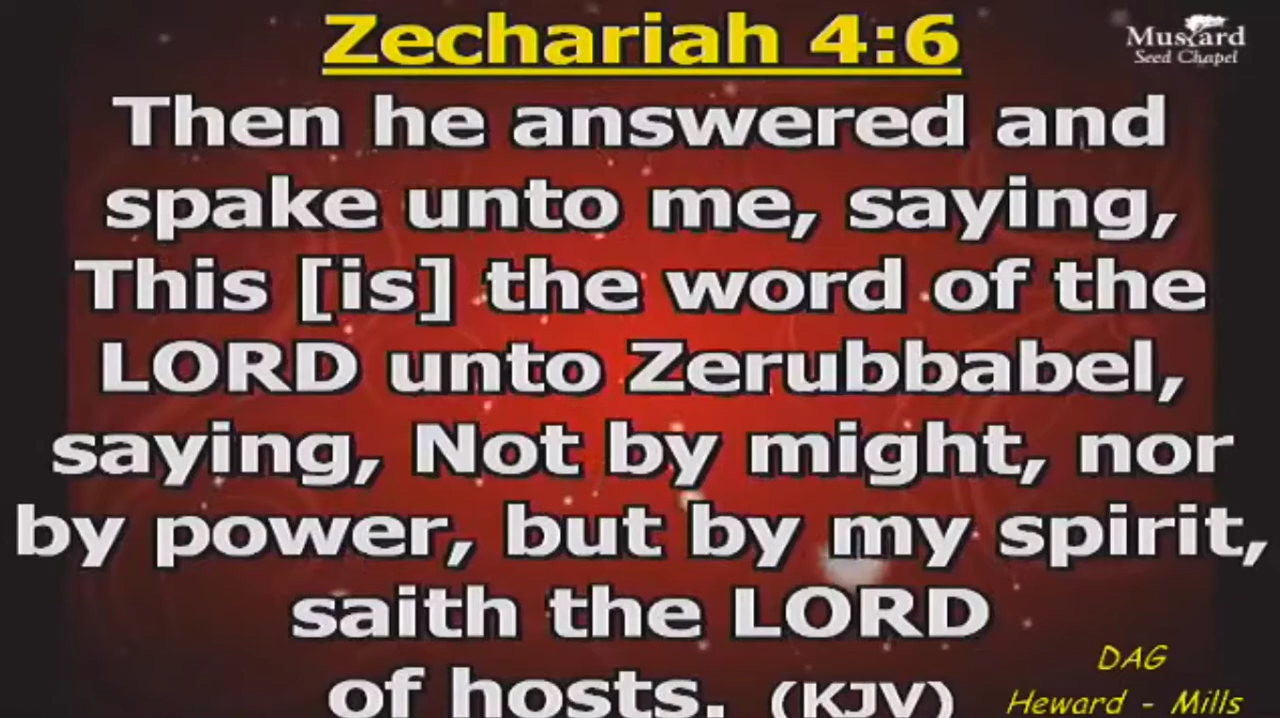 Zechariah 4:6
Mustard
Seed Chapel
Then he answered and
spake unto me, saying,
This [is] the word of the
LORD unto Zerubbabel,
saying, Not by might, nor
by power, but by my spirit,
saith the LORD
of hosts. (KJV)
DAG
Heward - Mills